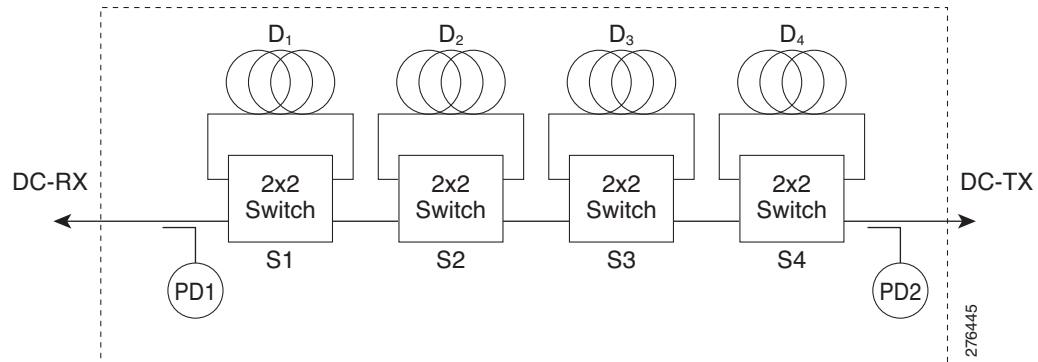 D₁ D₂ D₃ D₄
DC-RX
2x2
Switch
2x2
Switch
2x2
Switch
2x2
Switch
DC-TX
S1 S2 S3 S4
PD1 PD2
276445